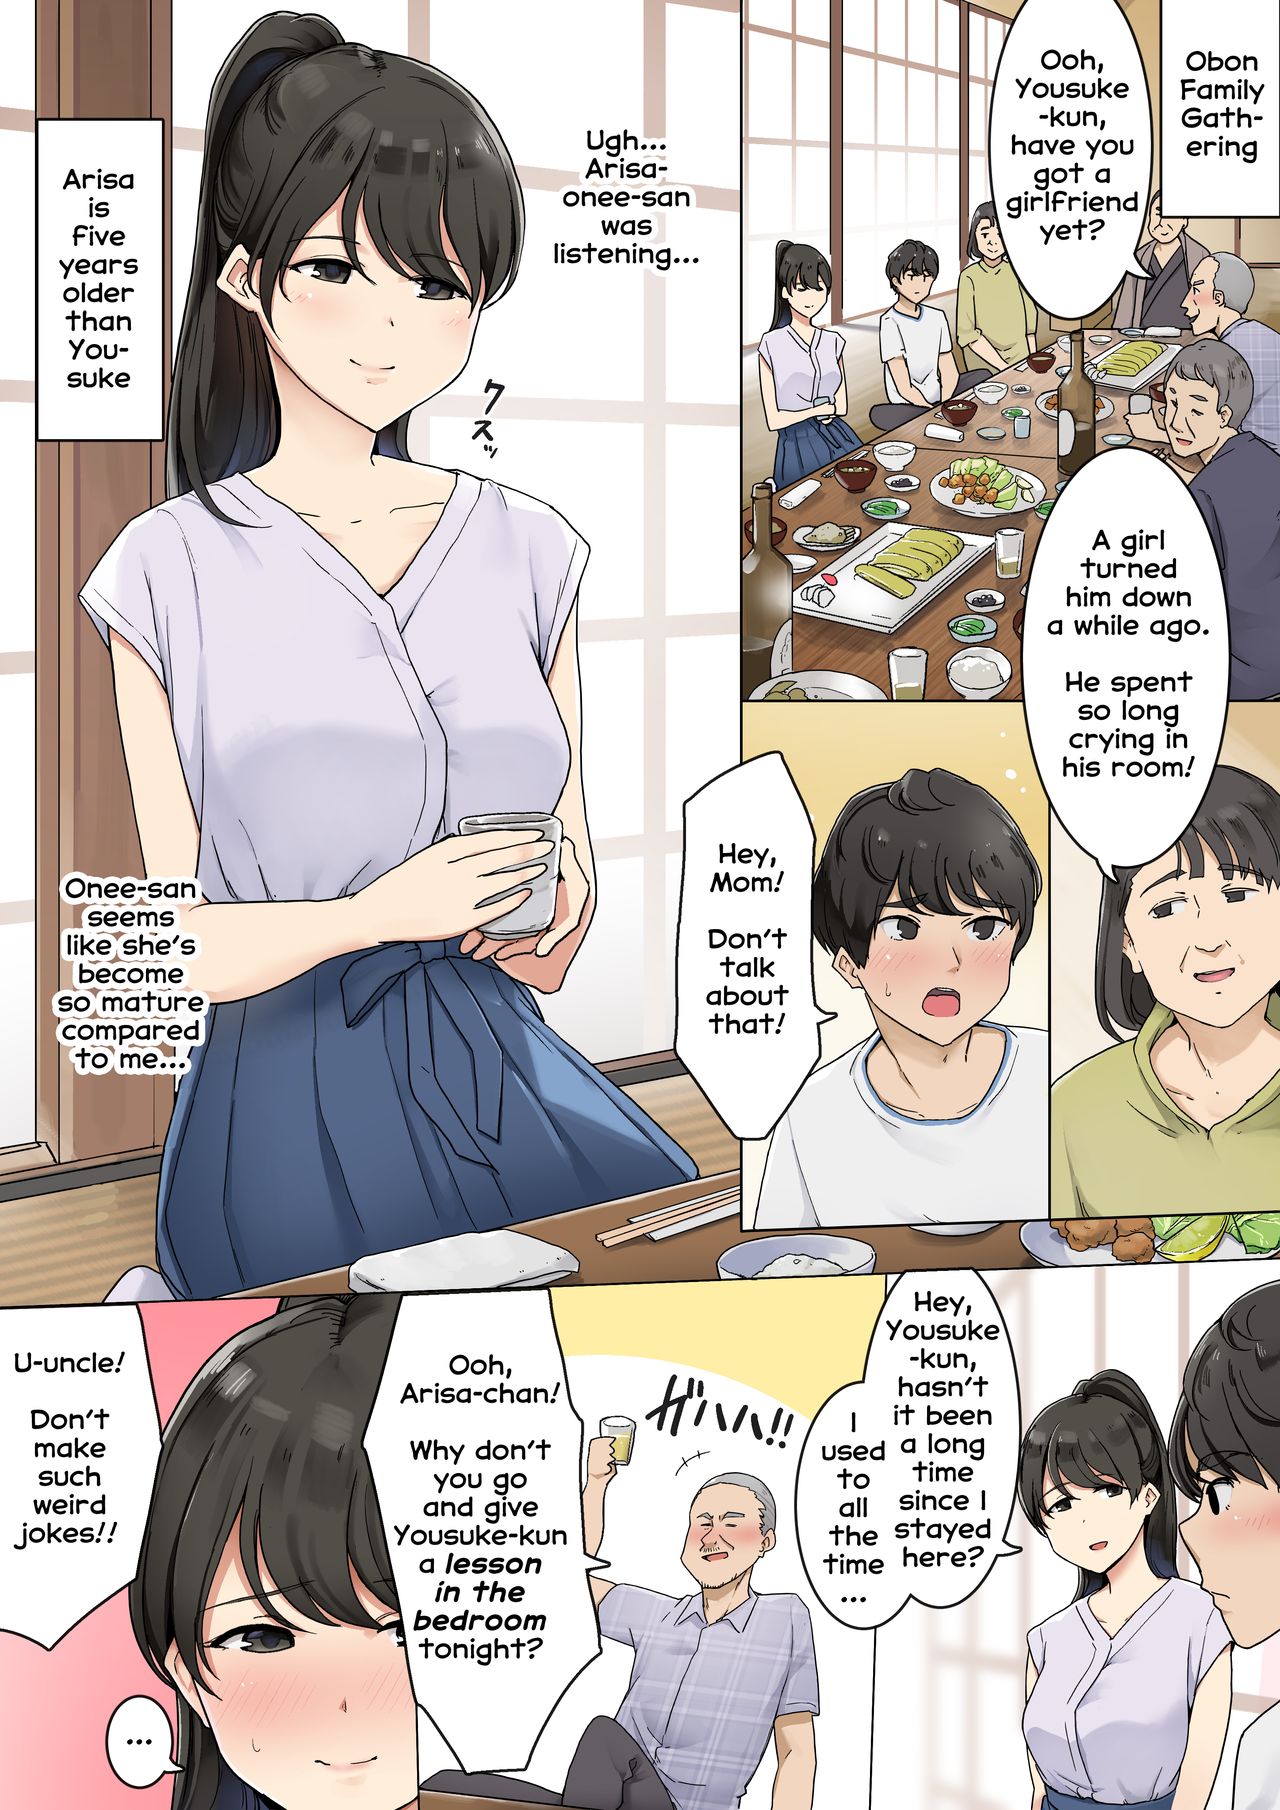 Obon
Family
Gath-
ering
Ooh,
Yousuke
-kun,
have you
got a
girlfriend
yet?
A girl
turned
him down
a while ago.
He spent
so long
crying in
his room!
Hey,
Mom!
Don't
talk
about
that!
Ugh...
Arisa-
onee-san
was
listening...
クスッ
Arisa
is
five
years
older
than
You-
suke
Onee-san
seems
like she's
become
so mature
compared
to me...
Hey,
Yousuke
-kun,
hasn't
it been
a long
time
since I
stayed
here?
I
used
to
all
the
time
...
ガハハ!!
Ooh,
Arisa-chan!
Why don't
you go
and give
Yousuke-kun
a lesson
in the
bedroom
tonight?
U-uncle!
Don't
make
such
weird
jokes!!
...